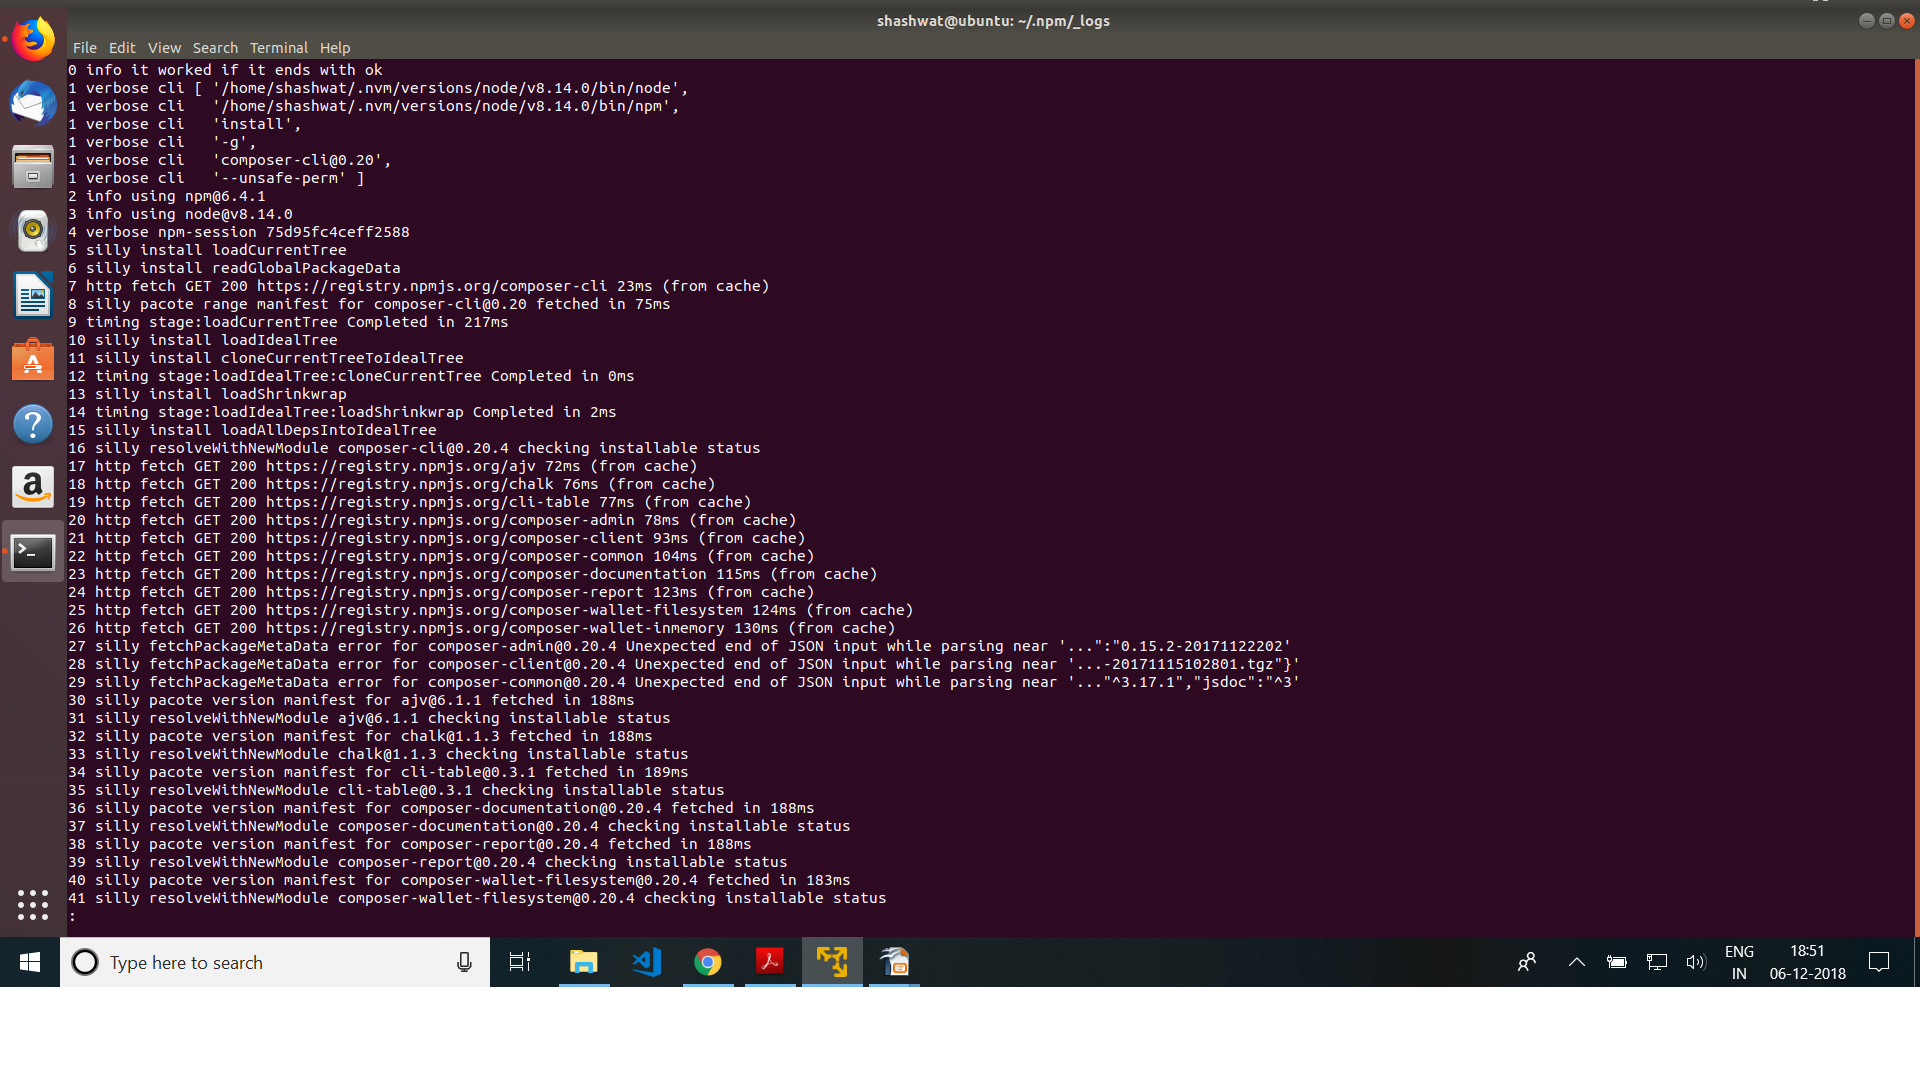 shashwat@ubuntu: ~/.npm/_logs
File Edit View Search Terminal Help
0 info it worked if it ends with ok
1 verbose cli [ '/home/shashwat/.nvm/versions/node/v8.14.0/bin/node',
1 verbose cli   '/home/shashwat/.nvm/versions/node/v8.14.0/bin/npm',
1 verbose cli   'install',
1 verbose cli   '-g',
1 verbose cli   'composer-cli@0.20',
1 verbose cli   '--unsafe-perm' ]
2 info using npm@6.4.1
3 info using node@v8.14.0
4 verbose npm-session 75d95fc4ceff2588
5 silly install loadCurrentTree
6 silly install readGlobalPackageData
7 http fetch GET 200 https://registry.npmjs.org/composer-cli 23ms (from cache)
8 silly pacote range manifest for composer-cli@0.20 fetched in 75ms
9 timing stage:loadCurrentTree Completed in 217ms
10 silly install loadIdealTree
11 silly install cloneCurrentTreeToIdealTree
12 timing stage:loadIdealTree:cloneCurrentTree Completed in 0ms
13 silly install loadShrinkwrap
14 timing stage:loadIdealTree:loadShrinkwrap Completed in 2ms
15 silly install loadAllDepsIntoIdealTree
16 silly resolveWithNewModule composer-cli@0.20.4 checking installable status
17 http fetch GET 200 https://registry.npmjs.org/ajv 72ms (from cache)
18 http fetch GET 200 https://registry.npmjs.org/chalk 76ms (from cache)
19 http fetch GET 200 https://registry.npmjs.org/cli-table 77ms (from cache)
20 http fetch GET 200 https://registry.npmjs.org/composer-admin 78ms (from cache)
21 http fetch GET 200 https://registry.npmjs.org/composer-client 93ms (from cache)
22 http fetch GET 200 https://registry.npmjs.org/composer-common 104ms (from cache)
23 http fetch GET 200 https://registry.npmjs.org/composer-documentation 115ms (from cache)
24 http fetch GET 200 https://registry.npmjs.org/composer-report 123ms (from cache)
25 http fetch GET 200 https://registry.npmjs.org/composer-wallet-filesystem 124ms (from cache)
26 http fetch GET 200 https://registry.npmjs.org/composer-wallet-inmemory 130ms (from cache)
27 silly fetchPackageMetaData error for composer-admin@0.20.4 Unexpected end of JSON input while parsing near '...":"0.15.2-20171122202'
28 silly fetchPackageMetaData error for composer-client@0.20.4 Unexpected end of JSON input while parsing near '...-20171115102801.tgz"}'
29 silly fetchPackageMetaData error for composer-common@0.20.4 Unexpected end of JSON input while parsing near '..."^3.17.1","jsdoc":"^3'
30 silly pacote version manifest for ajv@6.1.1 fetched in 188ms
31 silly resolveWithNewModule ajv@6.1.1 checking installable status
32 silly pacote version manifest for chalk@1.1.3 fetched in 188ms
33 silly resolveWithNewModule chalk@1.1.3 checking installable status
34 silly pacote version manifest for cli-table@0.3.1 fetched in 189ms
35 silly resolveWithNewModule cli-table@0.3.1 checking installable status
36 silly pacote version manifest for composer-documentation@0.20.4 fetched in 188ms
37 silly resolveWithNewModule composer-documentation@0.20.4 checking installable status
38 silly pacote version manifest for composer-report@0.20.4 fetched in 188ms
39 silly resolveWithNewModule composer-report@0.20.4 checking installable status
40 silly pacote version manifest for composer-wallet-filesystem@0.20.4 fetched in 183ms
41 silly resolveWithNewModule composer-wallet-filesystem@0.20.4 checking installable status
:
Type here to search
ENG
IN
18:51
06-12-2018